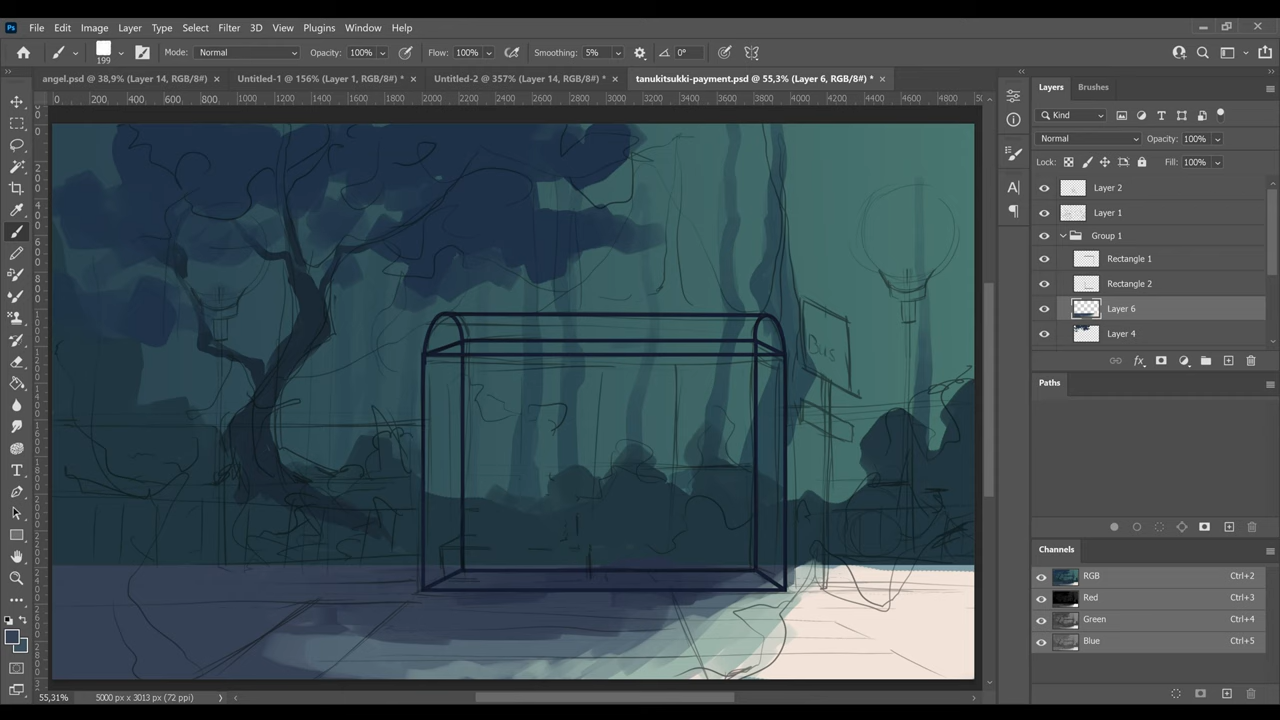 Ps File Edit Image Layer Type Select Filter 3D View Plugins Window Help
199 Mode: Normal Opacity: 100% Flow: 100% Smoothing: 5% 0°
angel.psd @ 38,9% (Layer 14, RGB/8#) × Untitled-1 @ 156% (Layer 1, RGB/8#) * × Untitled-2 @ 357% (Layer 14, RGB/8#) * × tanukitsukki-payment.psd @ 55,3% (Layer 6, RGB/8#) * ×
0 200 400 600 800 1000 1200 1400 1600 1800 2000 2200 2400 2600 2800 3000 3200 3400 3600 3800 4000 4200 4400 4600 4800
Bus
55,31% 5000 px x 3013 px (72 ppi)
Layers Brushes
Kind
Normal Opacity: 100%
Lock: Fill: 100%
Layer 2
Layer 1
Group 1
Rectangle 1
Rectangle 2
Layer 6
Layer 4
Paths
Channels
RGB Ctrl+2
Red Ctrl+3
Green Ctrl+4
Blue Ctrl+5